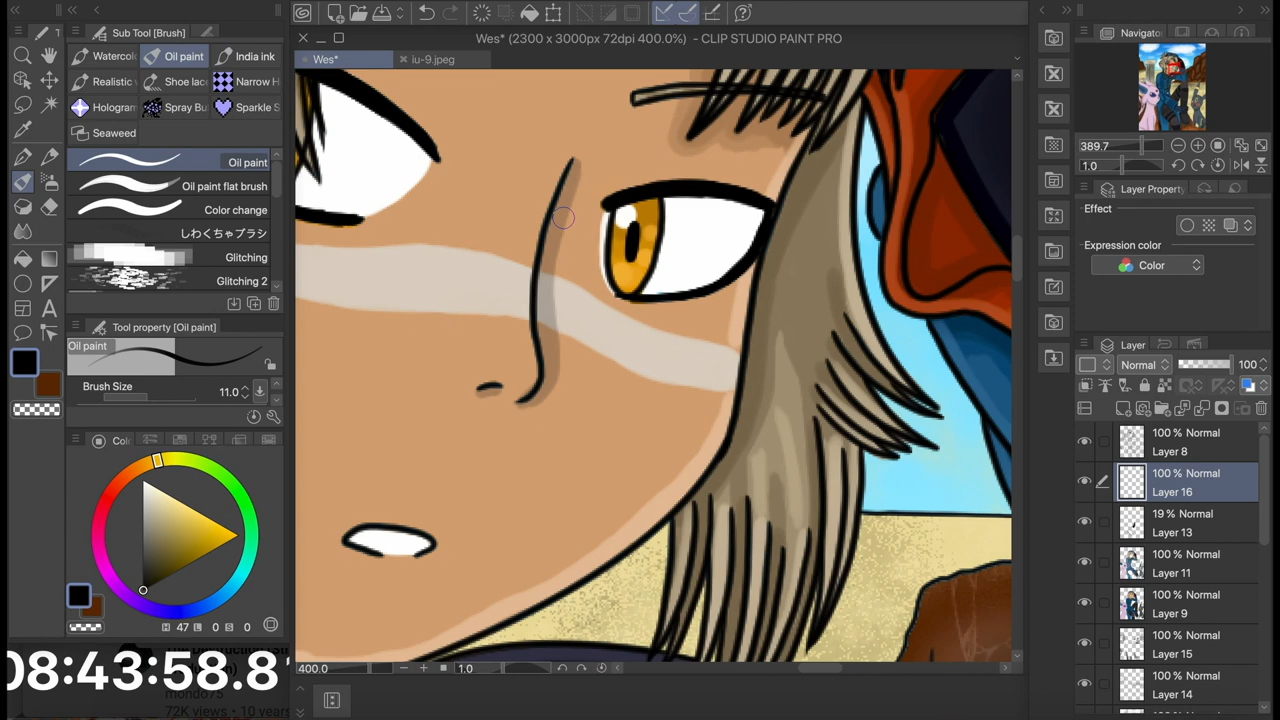 Sub Tool [Brush]
Watercolo
Oil paint
India ink
Realistic
Shoe lace
Narrow H
Hologram
Spray Bu
Sparkle S
Seaweed
Oil paint
Oil paint flat brush
Color change
しわくちゃブラシ
Glitching
Glitching 2
Tool property [Oil paint]
Oil paint
Brush Size
11.0
Col
H 47 L 0 S 0
08:43:58.8
72K views • 10 years
Wes* (2300 x 3000px 72dpi 400.0%) - CLIP STUDIO PAINT PRO
Wes*
iu-9.jpeg
400.0
1.0
Navigator
389.7
1.0
Layer Property
Effect
Expression color
Color
Layer
Normal
100
100 % Normal
Layer 8
100 % Normal
Layer 16
19 % Normal
Layer 13
100 % Normal
Layer 11
100 % Normal
Layer 9
100 % Normal
Layer 15
100 % Normal
Layer 14